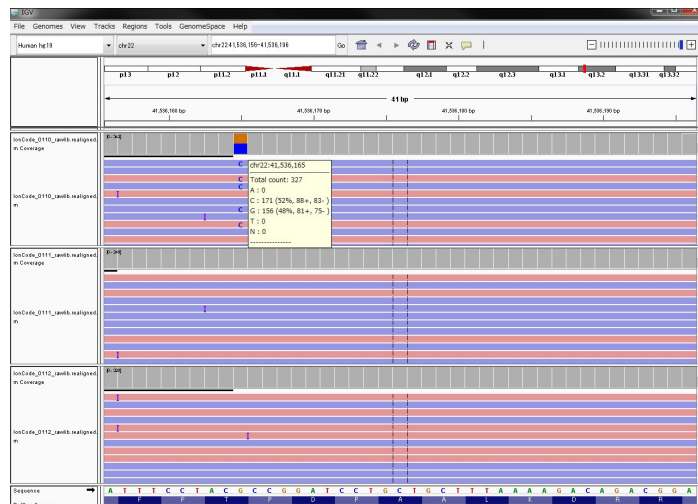 IGV
File Genomes View Tracks Regions Tools GenomeSpace Help
Human hg19 chr22 chr22:41,536,156-41,536,196 Go
p13 p12 p11.2 p11.1 q11.1 q11.21 q11.22 q12.1 q12.2 q12.3 q13.1 q13.2 q13.31 q13.32
41 bp
41,536,160 bp 41,536,170 bp 41,536,180 bp 41,536,190 bp
IonCode_0110_rawlib.realigned.
m Coverage
C
chr22:41,536,165
Total count: 327
A : 0
C : 171 (52%, 88+, 83- )
G : 156 (48%, 81+, 75- )
T : 0
N : 0
---------------
C
C
C
C
IonCode_0110_rawlib.realigned.
m
I
I
IonCode_0111_rawlib.realigned.
m Coverage
IonCode_0111_rawlib.realigned.
m
I
I
IonCode_0112_rawlib.realigned.
m Coverage
IonCode_0112_rawlib.realigned.
m
I
I
I
Sequence A T T T C C T A C G C C G G A T C C T G C T G C T T T A A A A G A C A G A C G G A
F P T P D P A A L K D R R